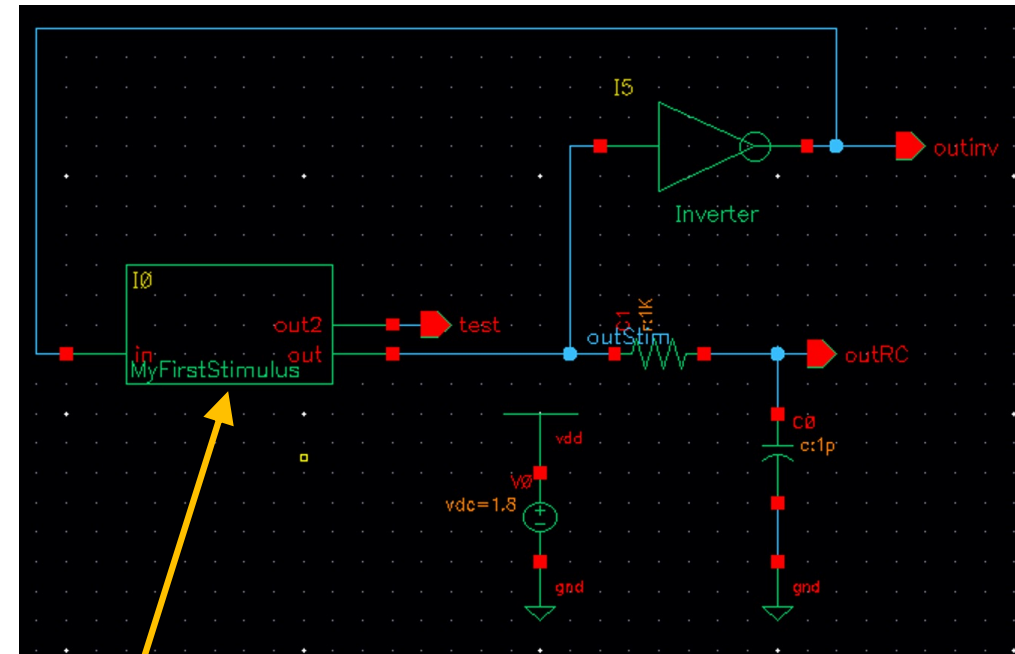 I5
outinv
Inverter
I0
out2
test
in
out
MyFirstStimulus
outStim
r:1K
outRC
vdd
V0
vdc=1.8
gnd
C0
c:1p
gnd